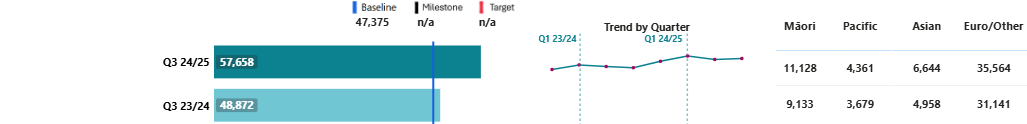 Baseline Milestone Target
47,375 n/a n/a
Trend by Quarter
Māori Pacific Asian Euro/Other
Q1 23/24 Q1 24/25
Q3 24/25 57,658 11,128 4,361 6,644 35,564
Q3 23/24 48,872 9,133 3,679 4,958 31,141